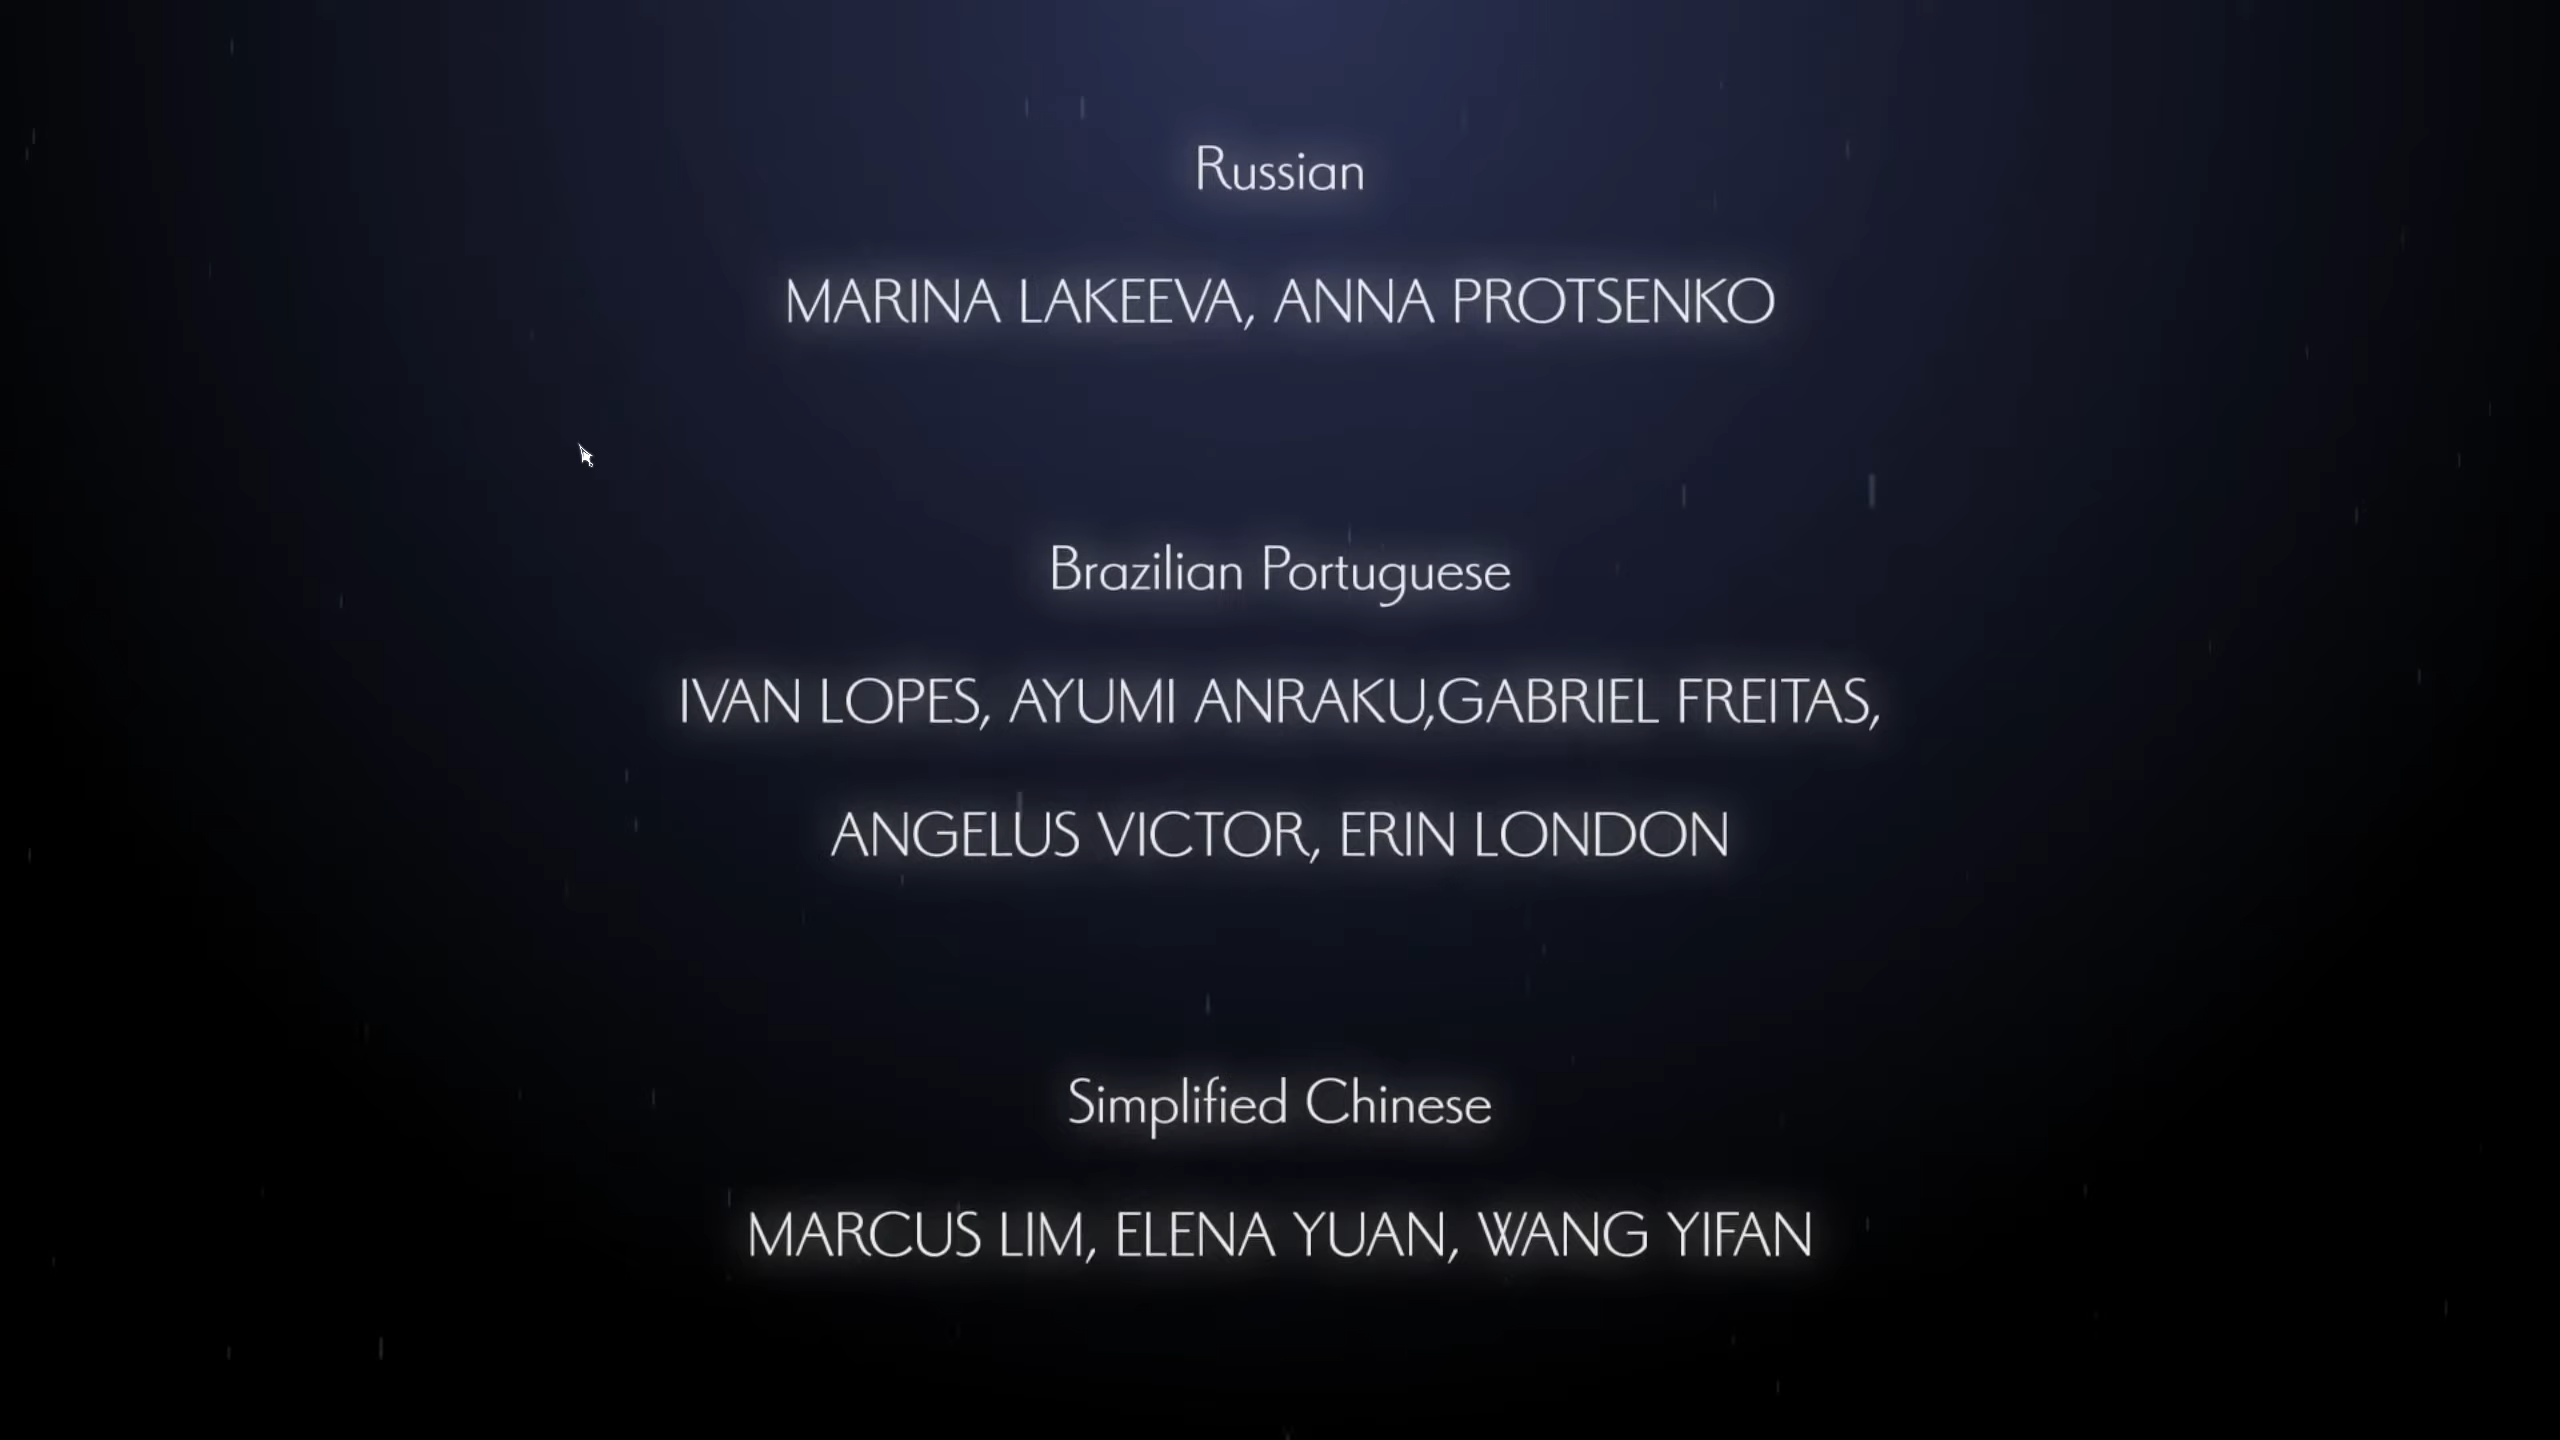 Russian
MARINA LAKEEVA, ANNA PROTSENKO
Brazilian Portuguese
IVAN LOPES, AYUMI ANRAKU,GABRIEL FREITAS,
ANGELUS VICTOR, ERIN LONDON
Simplified Chinese
MARCUS LIM, ELENA YUAN, WANG YIFAN